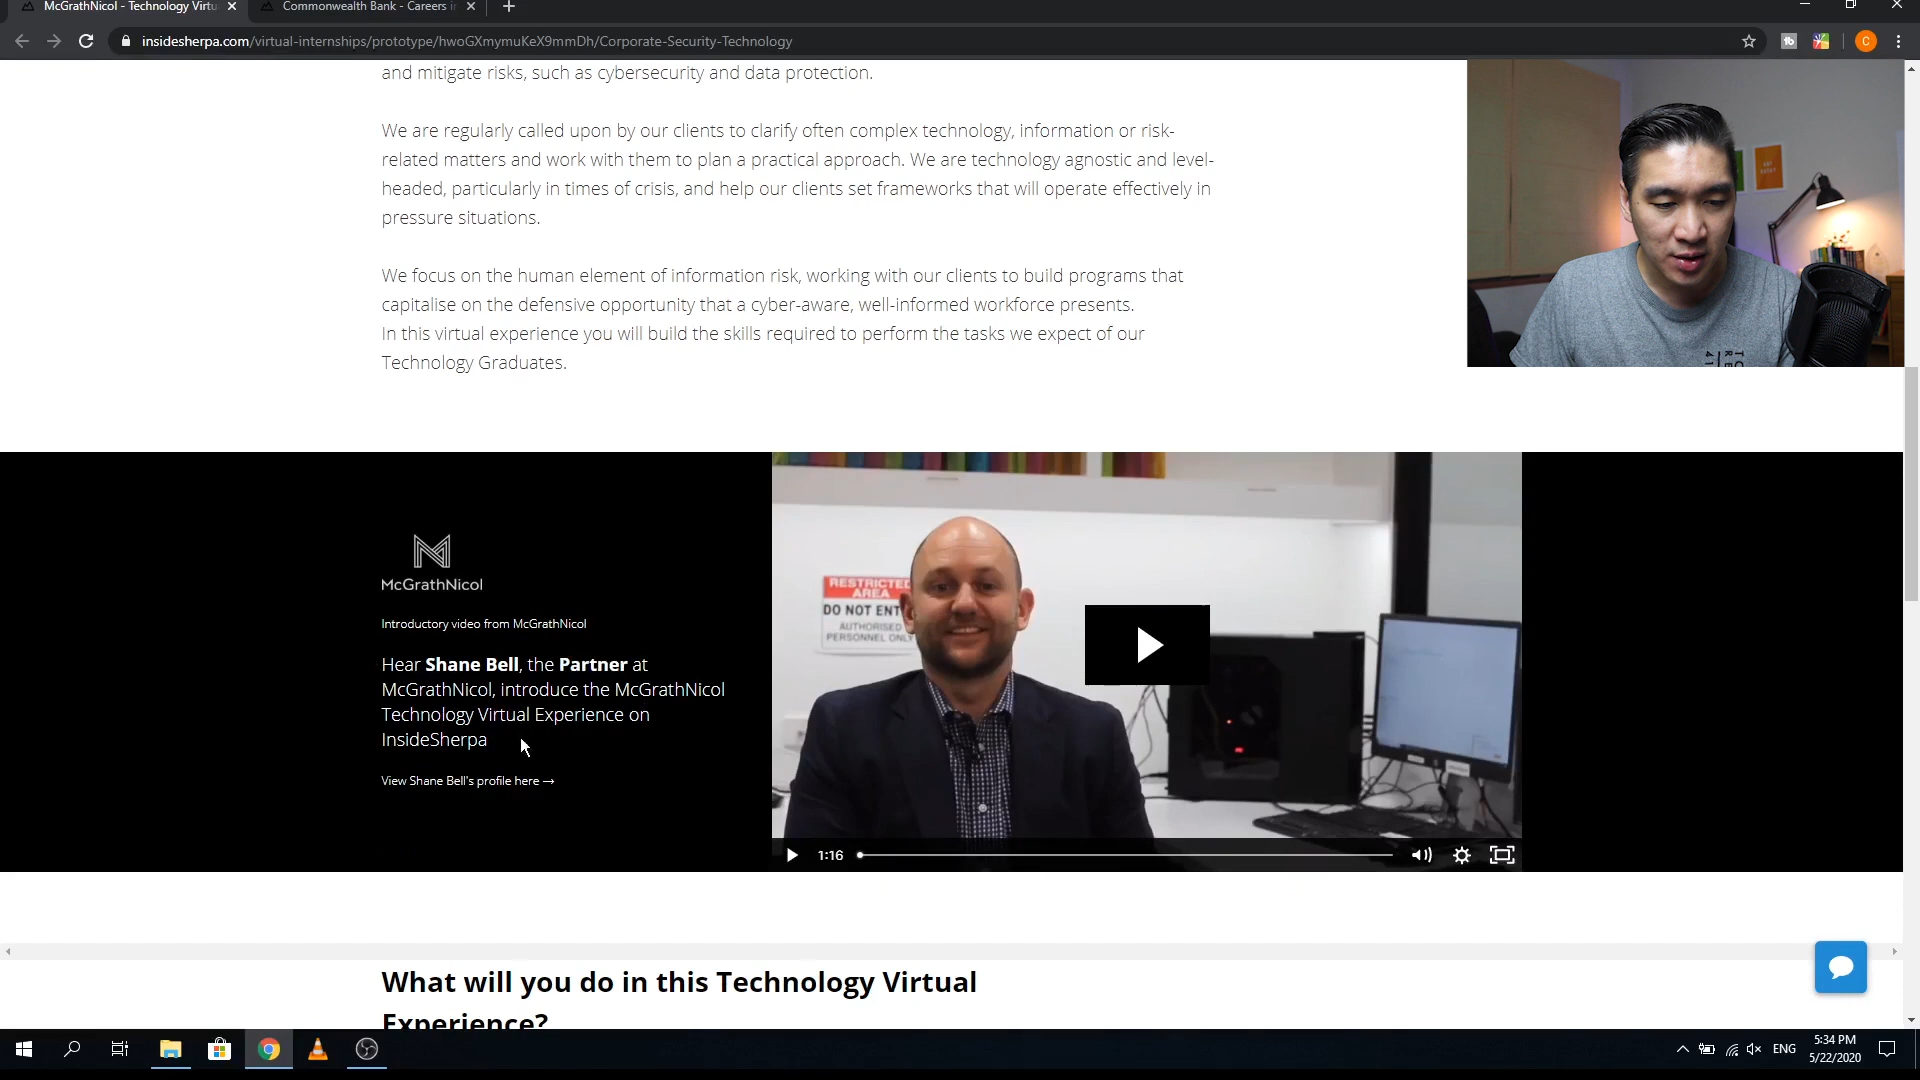 McGrathNicol - Technology Virtu
Commonwealth Bank - Careers i
insidesherpa.com/virtual-internships/prototype/hwoGXmymuKeX9mmDh/Corporate-Security-Technology
and mitigate risks, such as cybersecurity and data protection.
We are regularly called upon by our clients to clarify often complex technology, information or risk-
related matters and work with them to plan a practical approach. We are technology agnostic and level-
headed, particularly in times of crisis, and help our clients set frameworks that will operate effectively in
pressure situations.
We focus on the human element of information risk, working with our clients to build programs that
capitalise on the defensive opportunity that a cyber-aware, well-informed workforce presents.
In this virtual experience you will build the skills required to perform the tasks we expect of our
Technology Graduates.
McGrathNicol
Introductory video from McGrathNicol
Hear Shane Bell, the Partner at
McGrathNicol, introduce the McGrathNicol
Technology Virtual Experience on
InsideSherpa
View Shane Bell's profile here →
RESTRICTED
AREA
DO NOT ENT
AUTHORISED
PERSONNEL ONLY
1:16
What will you do in this Technology Virtual
Experience?
ENG
5:34 PM
5/22/2020